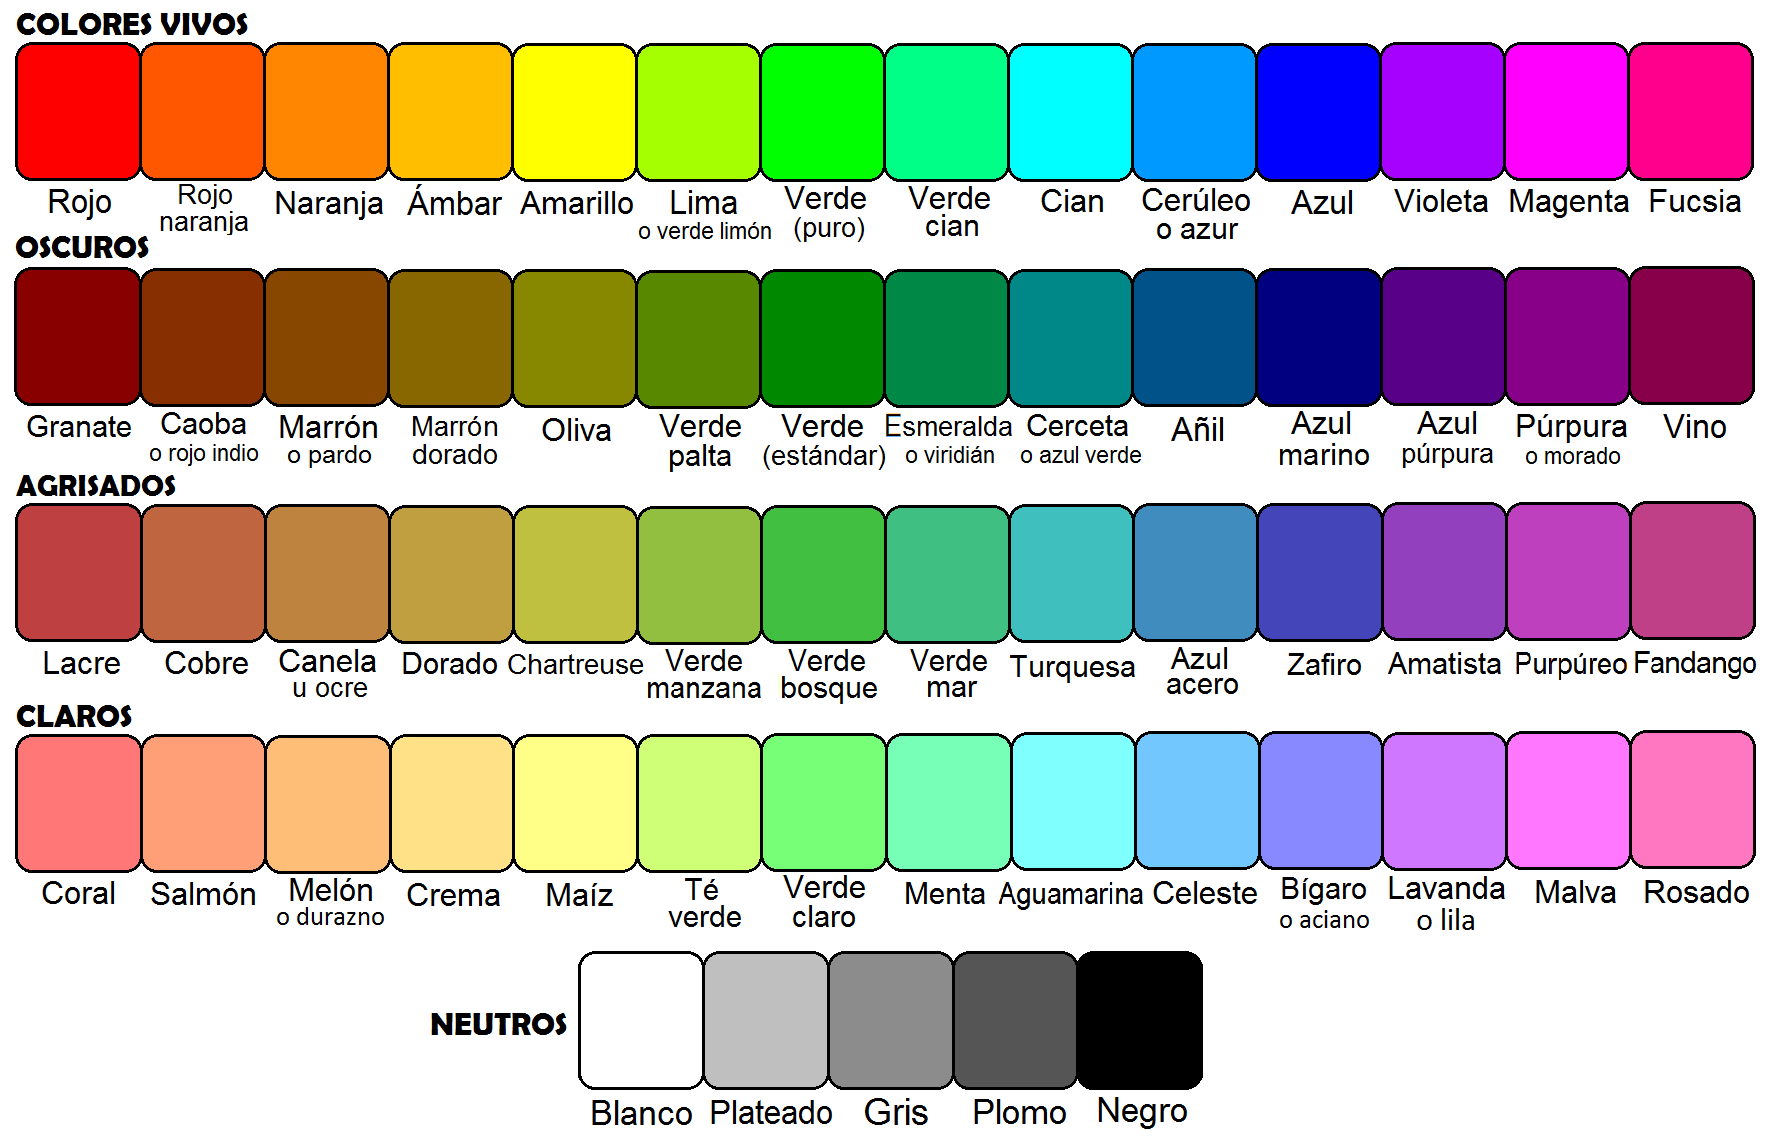 COLORES VIVOS
Rojo
Rojo
naranja
Naranja
Ámbar
Amarillo
Lima
o verde limón
Verde
(puro)
Verde
cian
Cian
Cerúleo
o azur
Azul
Violeta
Magenta
Fucsia
OSCUROS
Granate
Caoba
o rojo indio
Marrón
o pardo
Marrón
dorado
Oliva
Verde
palta
Verde
(estándar)
Esmeralda
o viridián
Cerceta
o azul verde
Añil
Azul
marino
Azul
púrpura
Púrpura
o morado
Vino
AGRISADOS
Lacre
Cobre
Canela
u ocre
Dorado
Chartreuse
Verde
manzana
Verde
bosque
Verde
mar
Turquesa
Azul
acero
Zafiro
Amatista
Purpúreo
Fandango
CLAROS
Coral
Salmón
Melón
o durazno
Crema
Maíz
Té
verde
Verde
claro
Menta
Aguamarina
Celeste
Bígaro
o aciano
Lavanda
o lila
Malva
Rosado
NEUTROS
Blanco
Plateado
Gris
Plomo
Negro